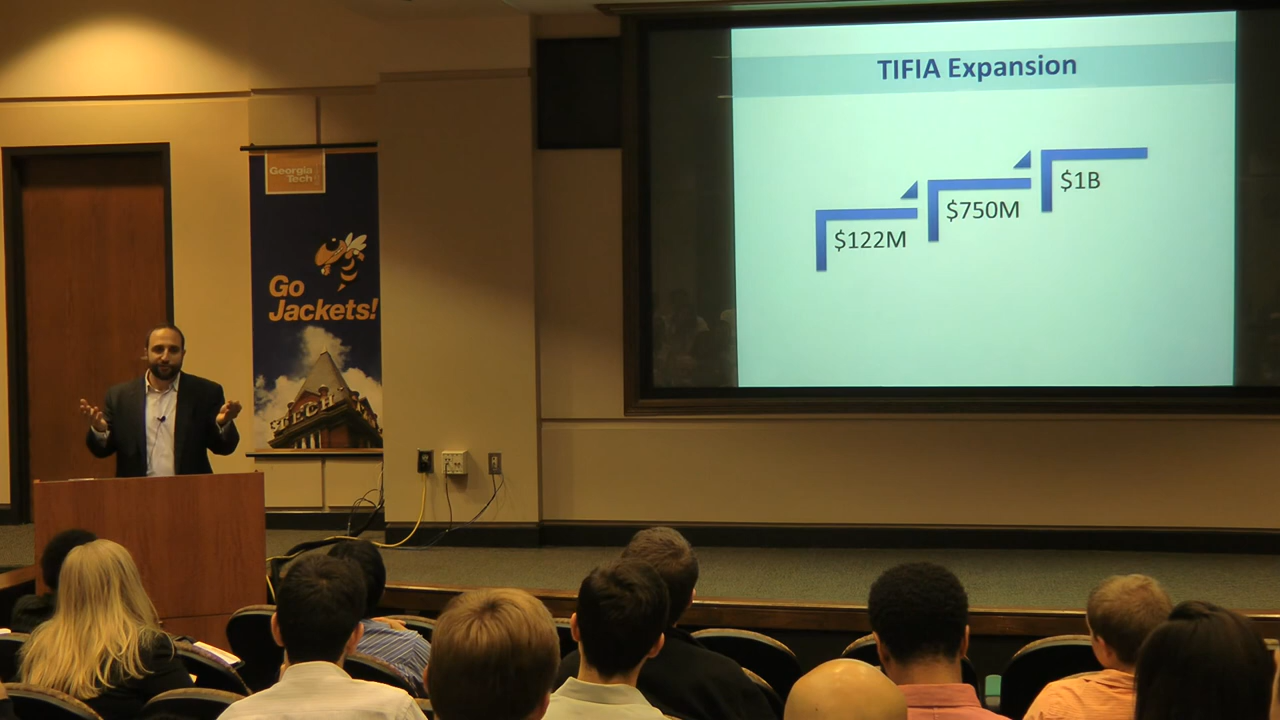 TIFIA Expansion
$122M
$750M
$1B
Georgia
Tech
Go
Jackets!
TECH